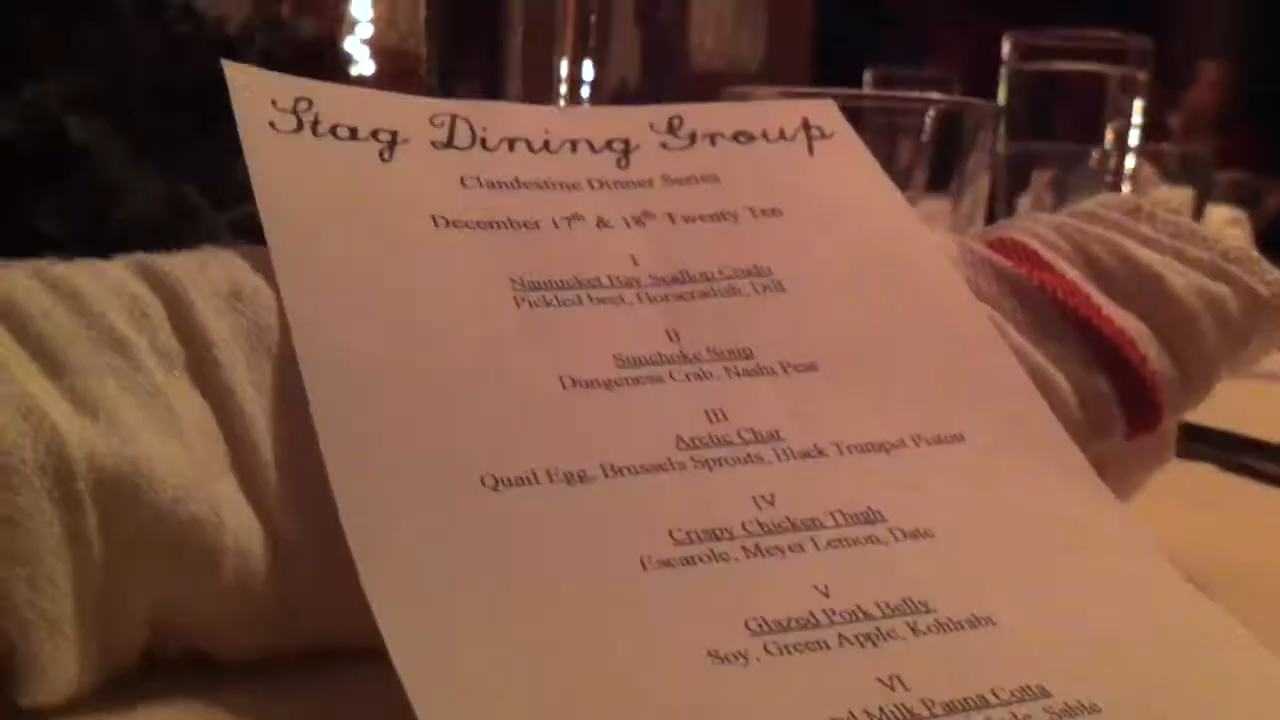 Stag Dining Group
Clandestine Dinner Series
December 17th & 18th Twenty Ten
I
Nantucket Bay Scallop Crudo
Pickled beet, Horseradish, Dill
II
Sunchoke Soup
Dungeness Crab, Nashi Pear
III
Arctic Char
Quail Egg, Brussels Sprouts, Black Trumpet Pistou
IV
Crispy Chicken Thigh
Escarole, Meyer Lemon, Date
V
Glazed Pork Belly
Soy, Green Apple, Kohlrabi
VI
Milk Panna Cotta
Sable